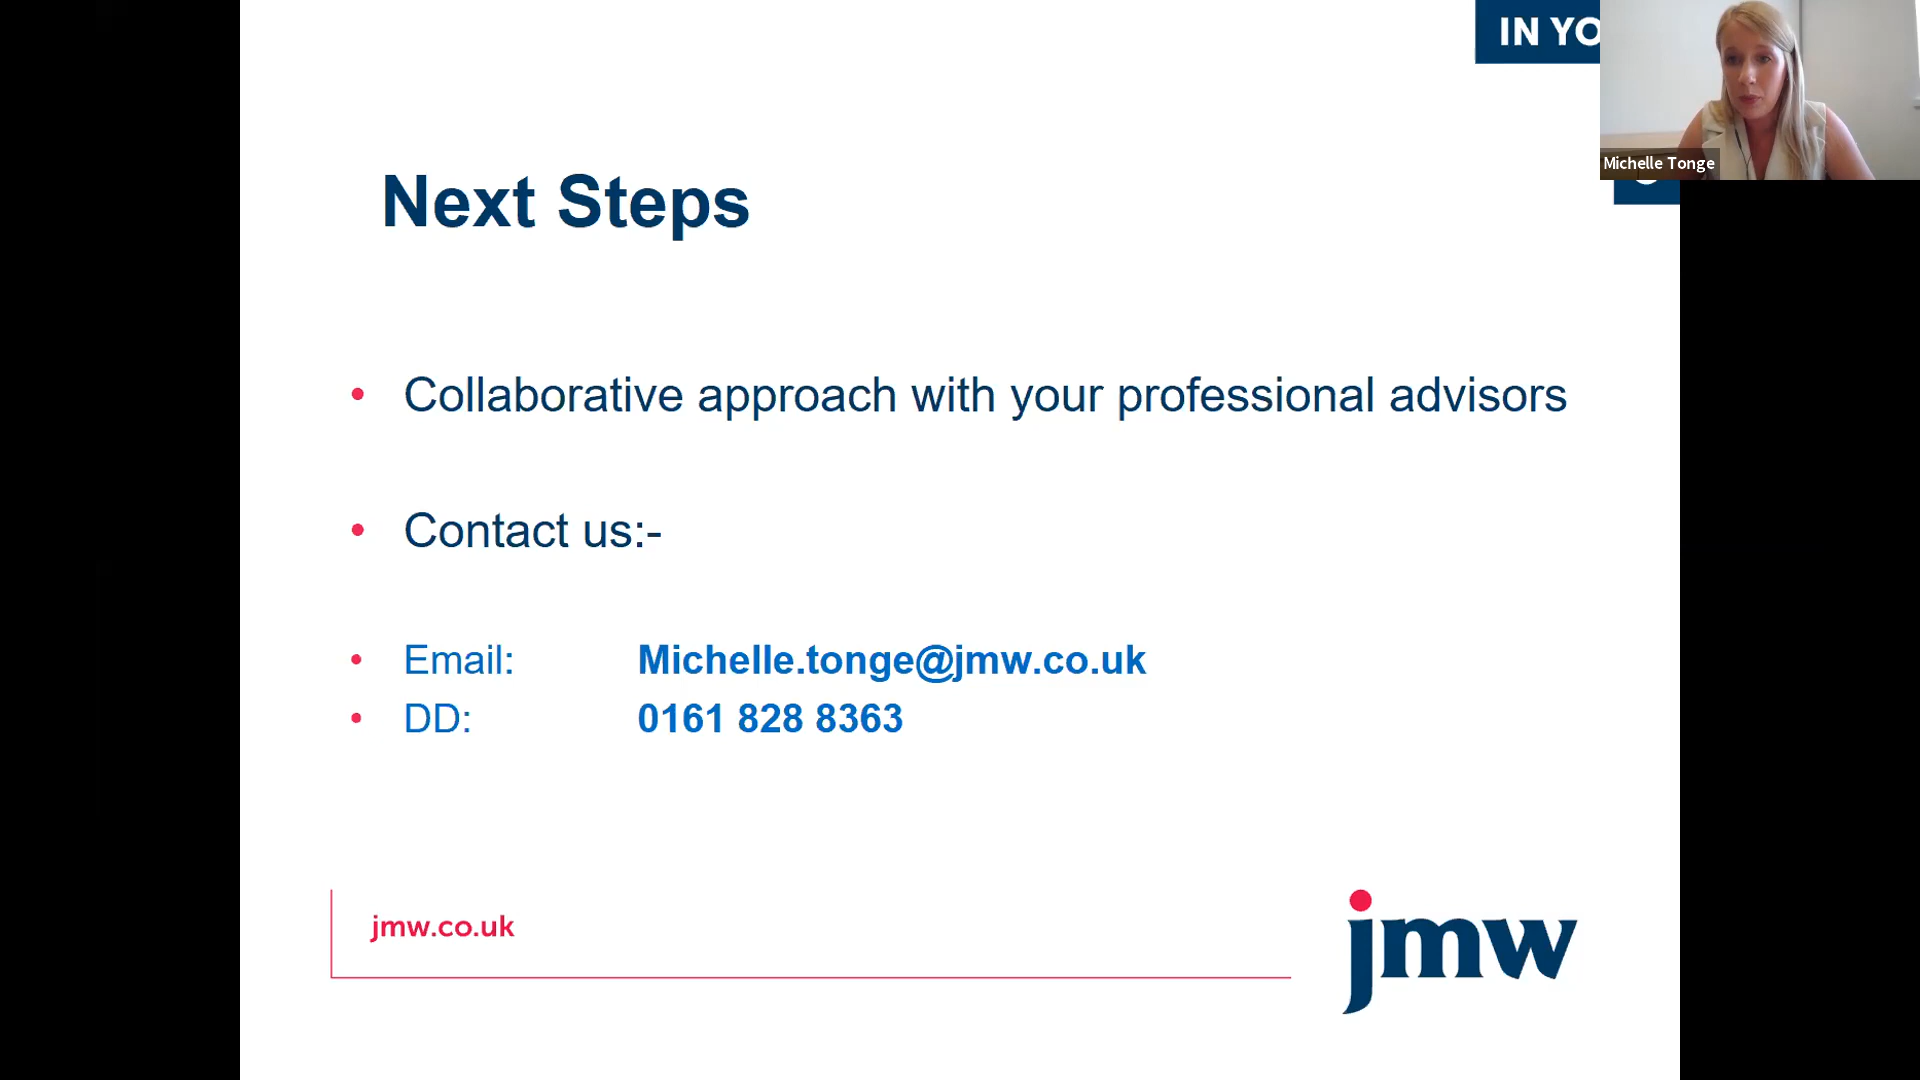 IN YO
Michelle Tonge
Next Steps
• Collaborative approach with your professional advisors
• Contact us:-
• Email: Michelle.tonge@jmw.co.uk
• DD: 0161 828 8363
jmw.co.uk
jmw